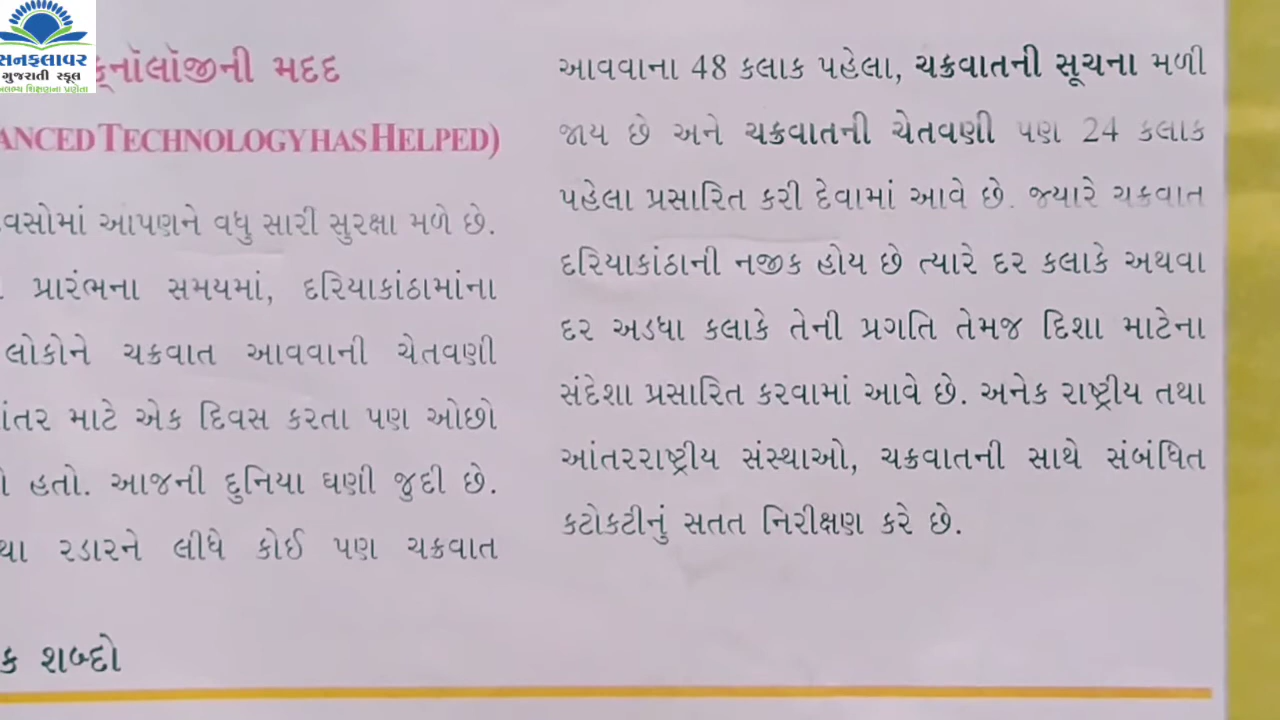 સનફલાવર
ગુજરાતી સ્કૂલ
શિક્ષણના પ્રણેતા
ક્નૉલૉજીની મદદ
ANCED TECHNOLOGY HAS HELPED)
વસોમાં આપણને વધુ સારી સુરક્ષા મળે છે.
પ્રારંભના સમયમાં, દરિયાકાંઠામાંના
લોકોને ચક્રવાત આવવાની ચેતવણી
ાંતર માટે એક દિવસ કરતા પણ ઓછો
ો હતો. આજની દુનિયા ઘણી જુદી છે.
થા રડારને લીધે કોઈ પણ ચક્રવાત
ક શબ્દો
આવવાના 48 કલાક પહેલા, ચક્રવાતની સૂચના મળી
જાય છે અને ચક્રવાતની ચેતવણી પણ 24 કલાક
પહેલા પ્રસારિત કરી દેવામાં આવે છે. જ્યારે ચક્રવાત
દરિયાકાંઠાની નજીક હોય છે ત્યારે દર કલાકે અથવા
દર અડધા કલાકે તેની પ્રગતિ તેમજ દિશા માટેના
સંદેશા પ્રસારિત કરવામાં આવે છે. અનેક રાષ્ટ્રીય તથા
આંતરરાષ્ટ્રીય સંસ્થાઓ, ચક્રવાતની સાથે સંબંધિત
કટોકટીનું સતત નિરીક્ષણ કરે છે.